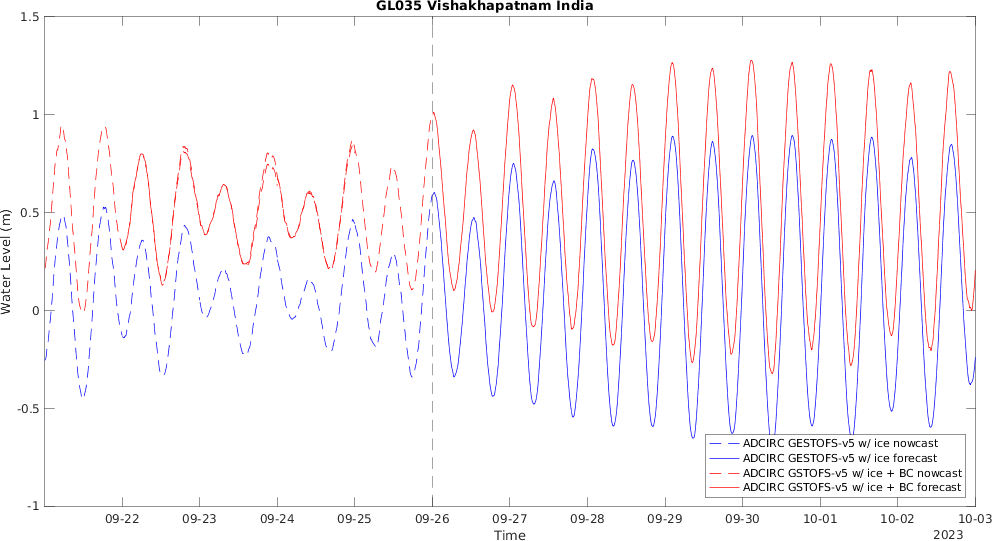 GL035 Vishakhapatnam India
1.5
1
0.5
0
-0.5
-1
Water Level (m)
ADCIRC GESTOFS-v5 w/ ice nowcast
ADCIRC GESTOFS-v5 w/ ice forecast
ADCIRC GSTOFS-v5 w/ ice + BC nowcast
ADCIRC GSTOFS-v5 w/ ice + BC forecast
09-22 09-23 09-24 09-25 09-26 09-27 09-28 09-29 09-30 10-01 10-02 10-03
Time
2023